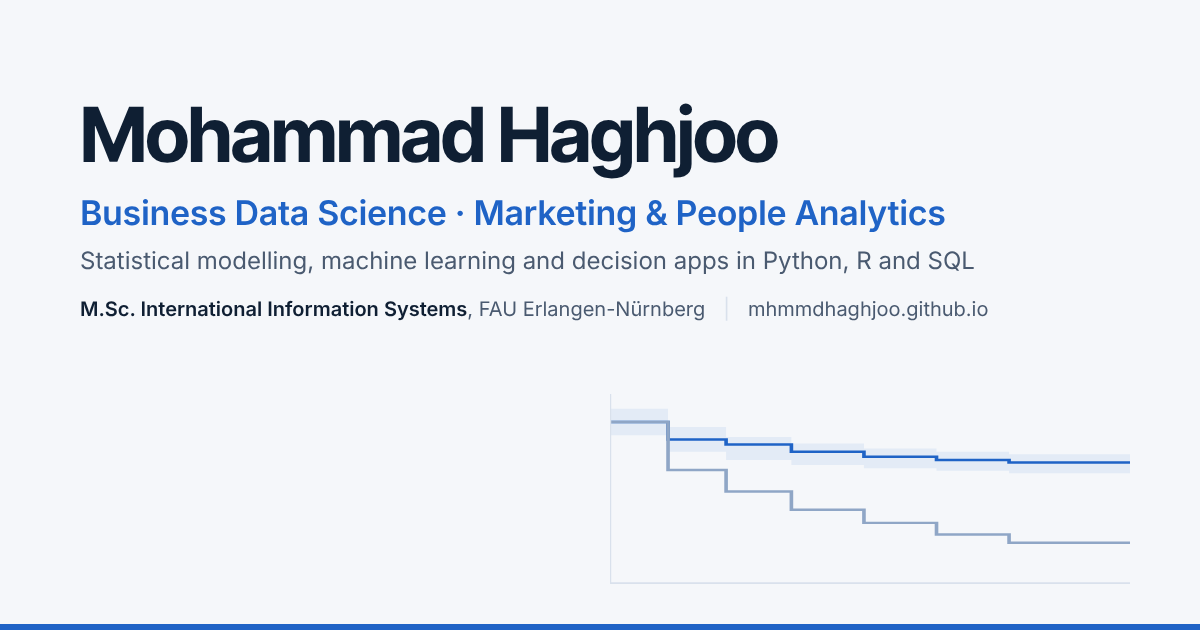 Mohammad Haghjoo
Business Data Science · Marketing & People Analytics
Statistical modelling, machine learning and decision apps in Python, R and SQL
M.Sc. International Information Systems, FAU Erlangen-Nürnberg | mhmmdhaghjoo.github.io